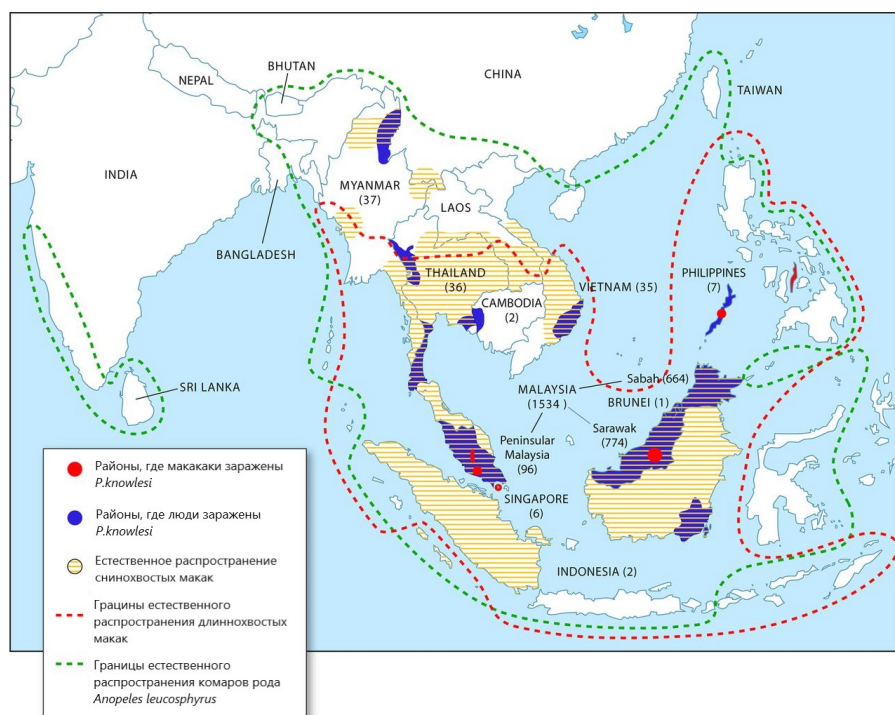 CHINA
BHUTAN
NEPAL
TAIWAN
INDIA
MYANMAR
(37)
LAOS
BANGLADESH
THAILAND
(36)
VIETNAM (35)
PHILIPPINES
(7)
CAMBODIA
(2)
SRI LANKA
MALAYSIA
(1534 )
Sabah (664)
BRUNEI (1)
Sarawak
(774)
Peninsular
Malaysia
(96)
SINGAPORE
(6)
INDONESIA (2)
Районы, где макакаки заражены
P.knowlesi
Районы, где люди заражены
P.knowlesi
Естественное распространение
снинохвостых макак
Грацины естественного
распространения длиннохвостых
макак
Границы естественного
распространения комаров рода
Anopeles leucosphyrus